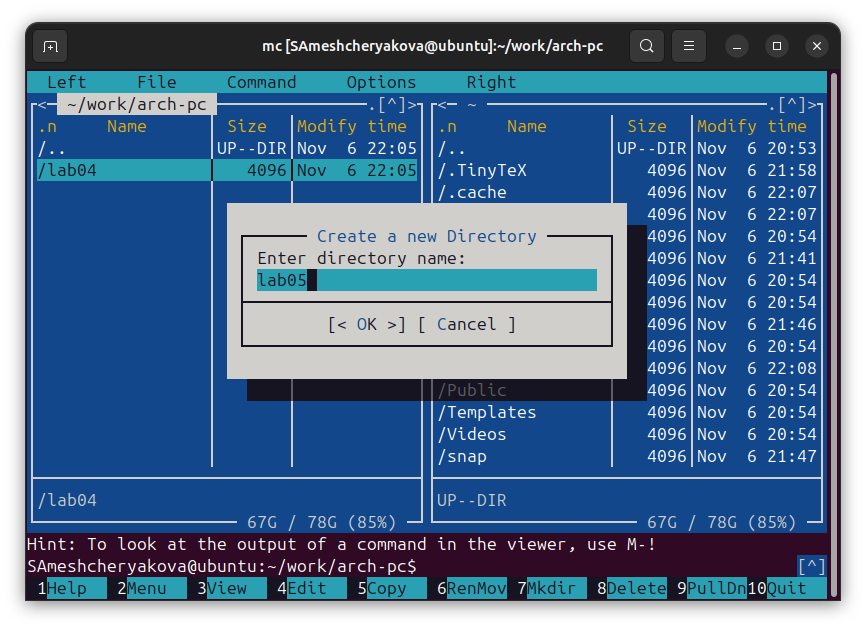 mc [SAmeshcheryakova@ubuntu]:~/work/arch-pc
Left File Command Options Right
<─ ~/work/arch-pc .[^]> <─ ~ .[^]>
.n Name Size Modify time .n Name Size Modify time
/.. UP--DIR Nov 6 22:05 /.. UP--DIR Nov 6 20:53
/lab04 4096 Nov 6 22:05 /.TinyTeX 4096 Nov 6 21:58
/.cache 4096 Nov 6 22:07
4096 Nov 6 22:07
Create a new Directory 4096 Nov 6 20:54
Enter directory name: 4096 Nov 6 21:41
lab05 4096 Nov 6 20:54
4096 Nov 6 20:54
[< OK >] [ Cancel ] 4096 Nov 6 21:46
4096 Nov 6 20:54
4096 Nov 6 22:08
/Public 4096 Nov 6 20:54
/Templates 4096 Nov 6 20:54
/Videos 4096 Nov 6 20:54
/snap 4096 Nov 6 21:47
/lab04 UP--DIR
67G / 78G (85%) 67G / 78G (85%)
Hint: To look at the output of a command in the viewer, use M-!
SAmeshcheryakova@ubuntu:~/work/arch-pc$ [^]
1Help 2Menu 3View 4Edit 5Copy 6RenMov 7Mkdir 8Delete 9PullDn 10Quit